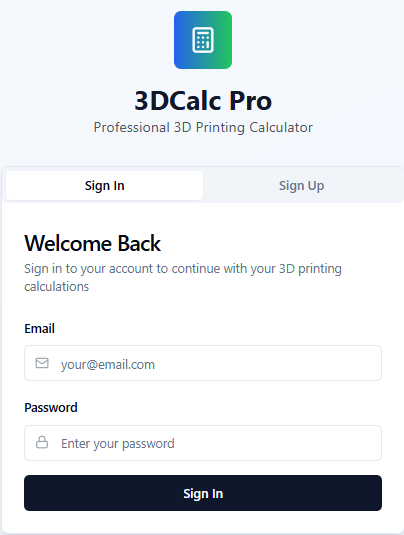 3DCalc Pro
Professional 3D Printing Calculator
Sign In
Sign Up
Welcome Back
Sign in to your account to continue with your 3D printing
calculations
Email
your@email.com
Password
Enter your password
Sign In